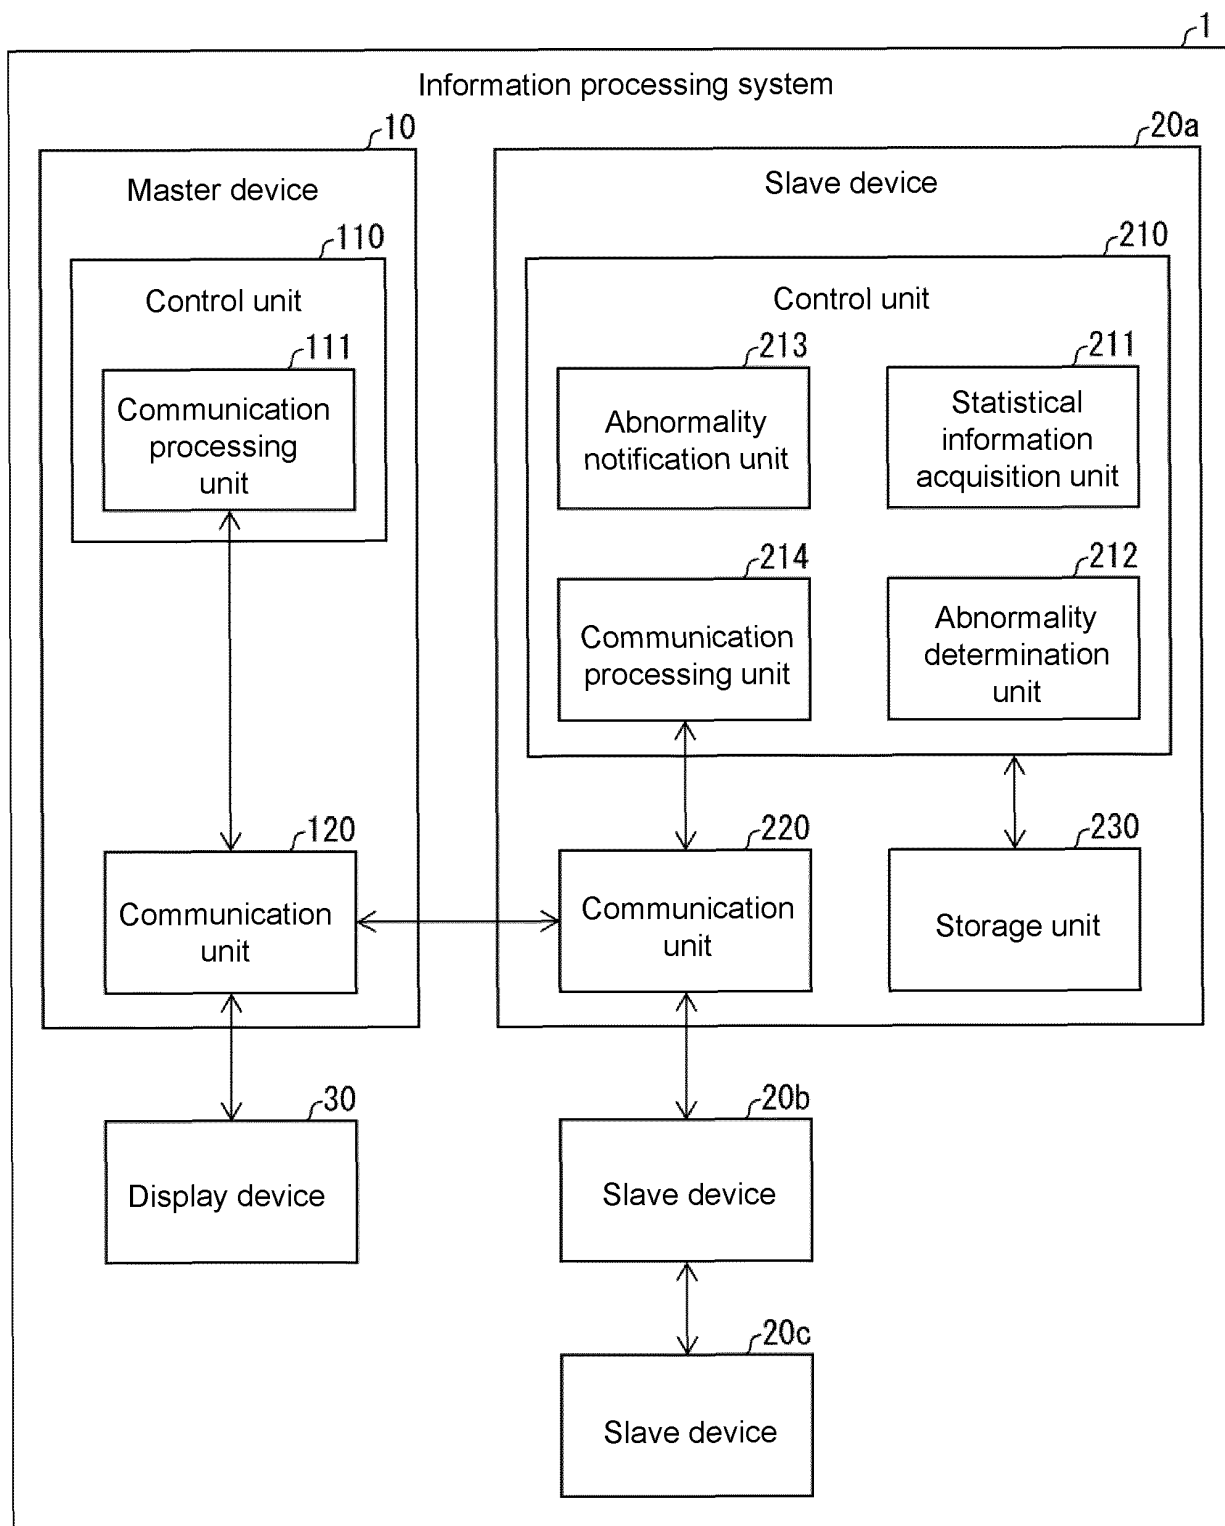 1
Information processing system
10
Master device
110
Control unit
111
Communication
processing
unit
120
Communication
unit
30
Display device
20a
Slave device
210
Control unit
213
Abnormality
notification unit
211
Statistical
information
acquisition unit
214
Communication
processing unit
212
Abnormality
determination
unit
220
Communication
unit
230
Storage unit
20b
Slave device
20c
Slave device